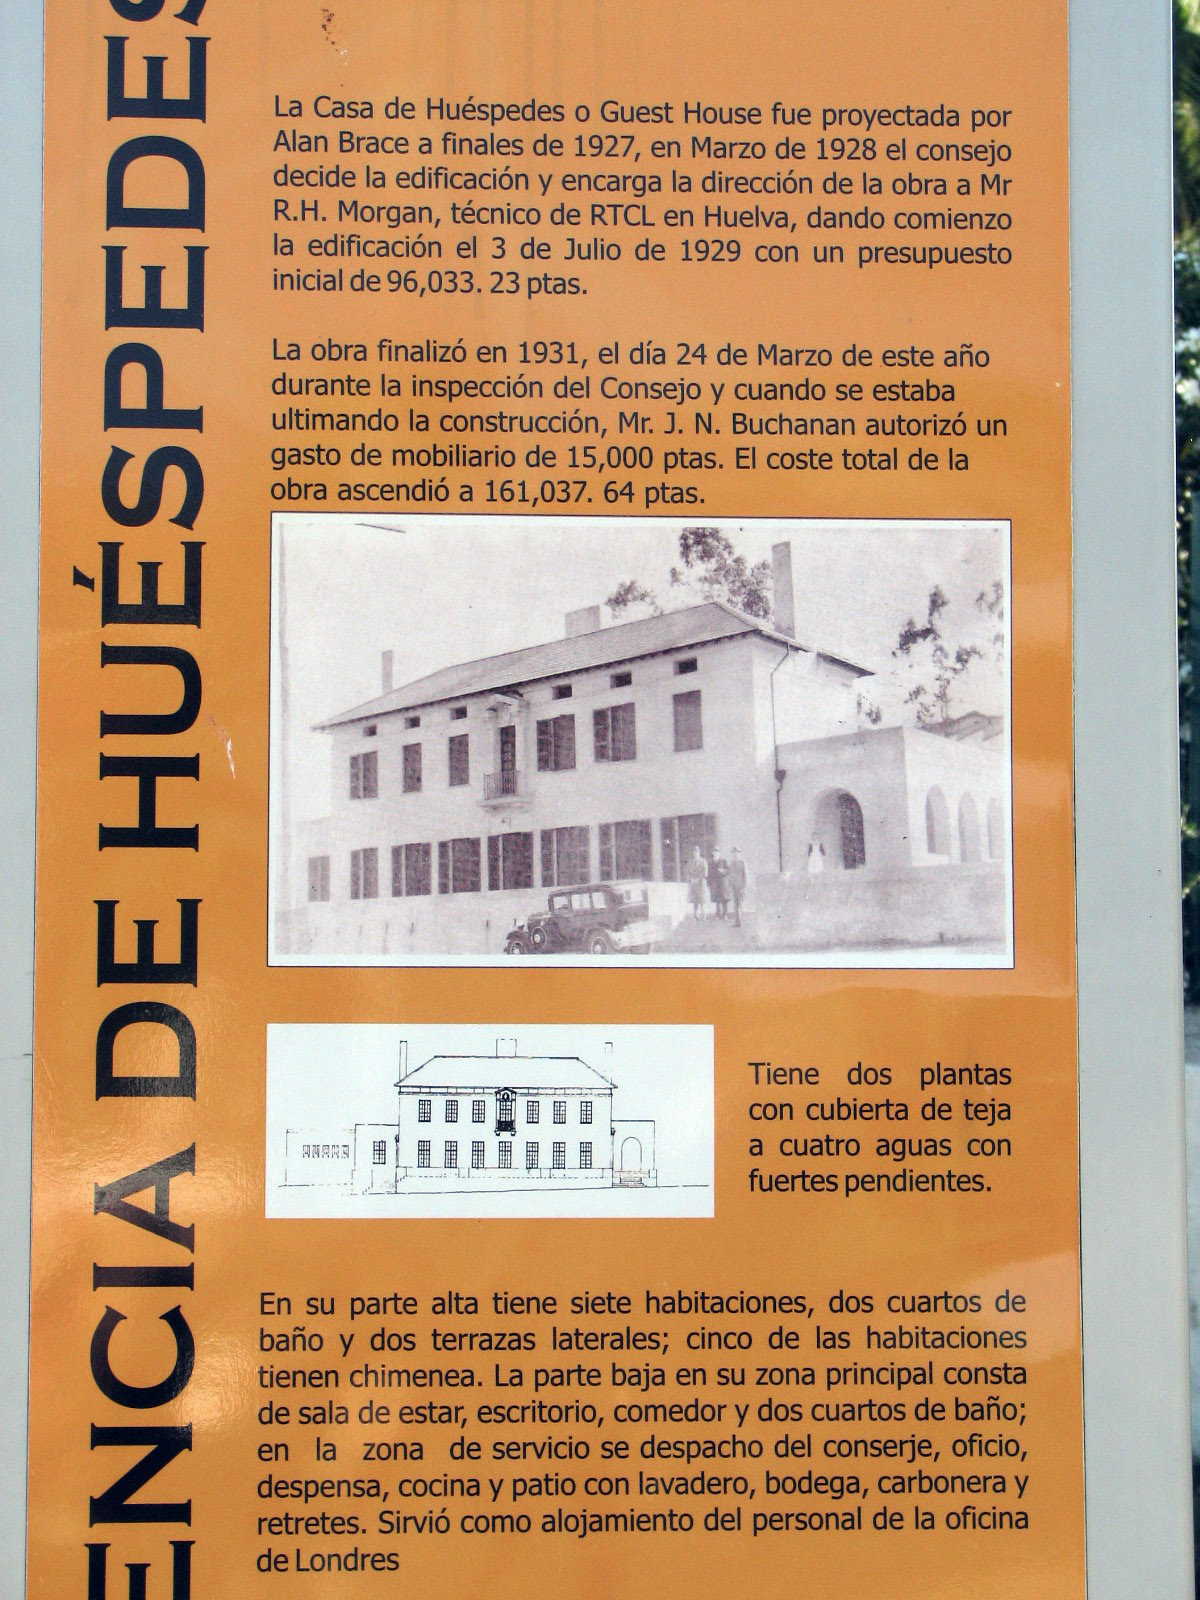 ENCIA DE HUÉSPEDES
La Casa de Huéspedes o Guest House fue proyectada por
Alan Brace a finales de 1927, en Marzo de 1928 el consejo
decide la edificación y encarga la dirección de la obra a Mr
R.H. Morgan, técnico de RTCL en Huelva, dando comienzo
la edificación el 3 de Julio de 1929 con un presupuesto
inicial de 96,033. 23 ptas.
La obra finalizó en 1931, el día 24 de Marzo de este año
durante la inspección del Consejo y cuando se estaba
ultimando la construcción, Mr. J. N. Buchanan autorizó un
gasto de mobiliario de 15,000 ptas. El coste total de la
obra ascendió a 161,037. 64 ptas.
Tiene dos plantas
con cubierta de teja
a cuatro aguas con
fuertes pendientes.
En su parte alta tiene siete habitaciones, dos cuartos de
baño y dos terrazas laterales; cinco de las habitaciones
tienen chimenea. La parte baja en su zona principal consta
de sala de estar, escritorio, comedor y dos cuartos de baño;
en la zona de servicio se despacho del conserje, oficio,
despensa, cocina y patio con lavadero, bodega, carbonera y
retretes. Sirvió como alojamiento del personal de la oficina
de Londres